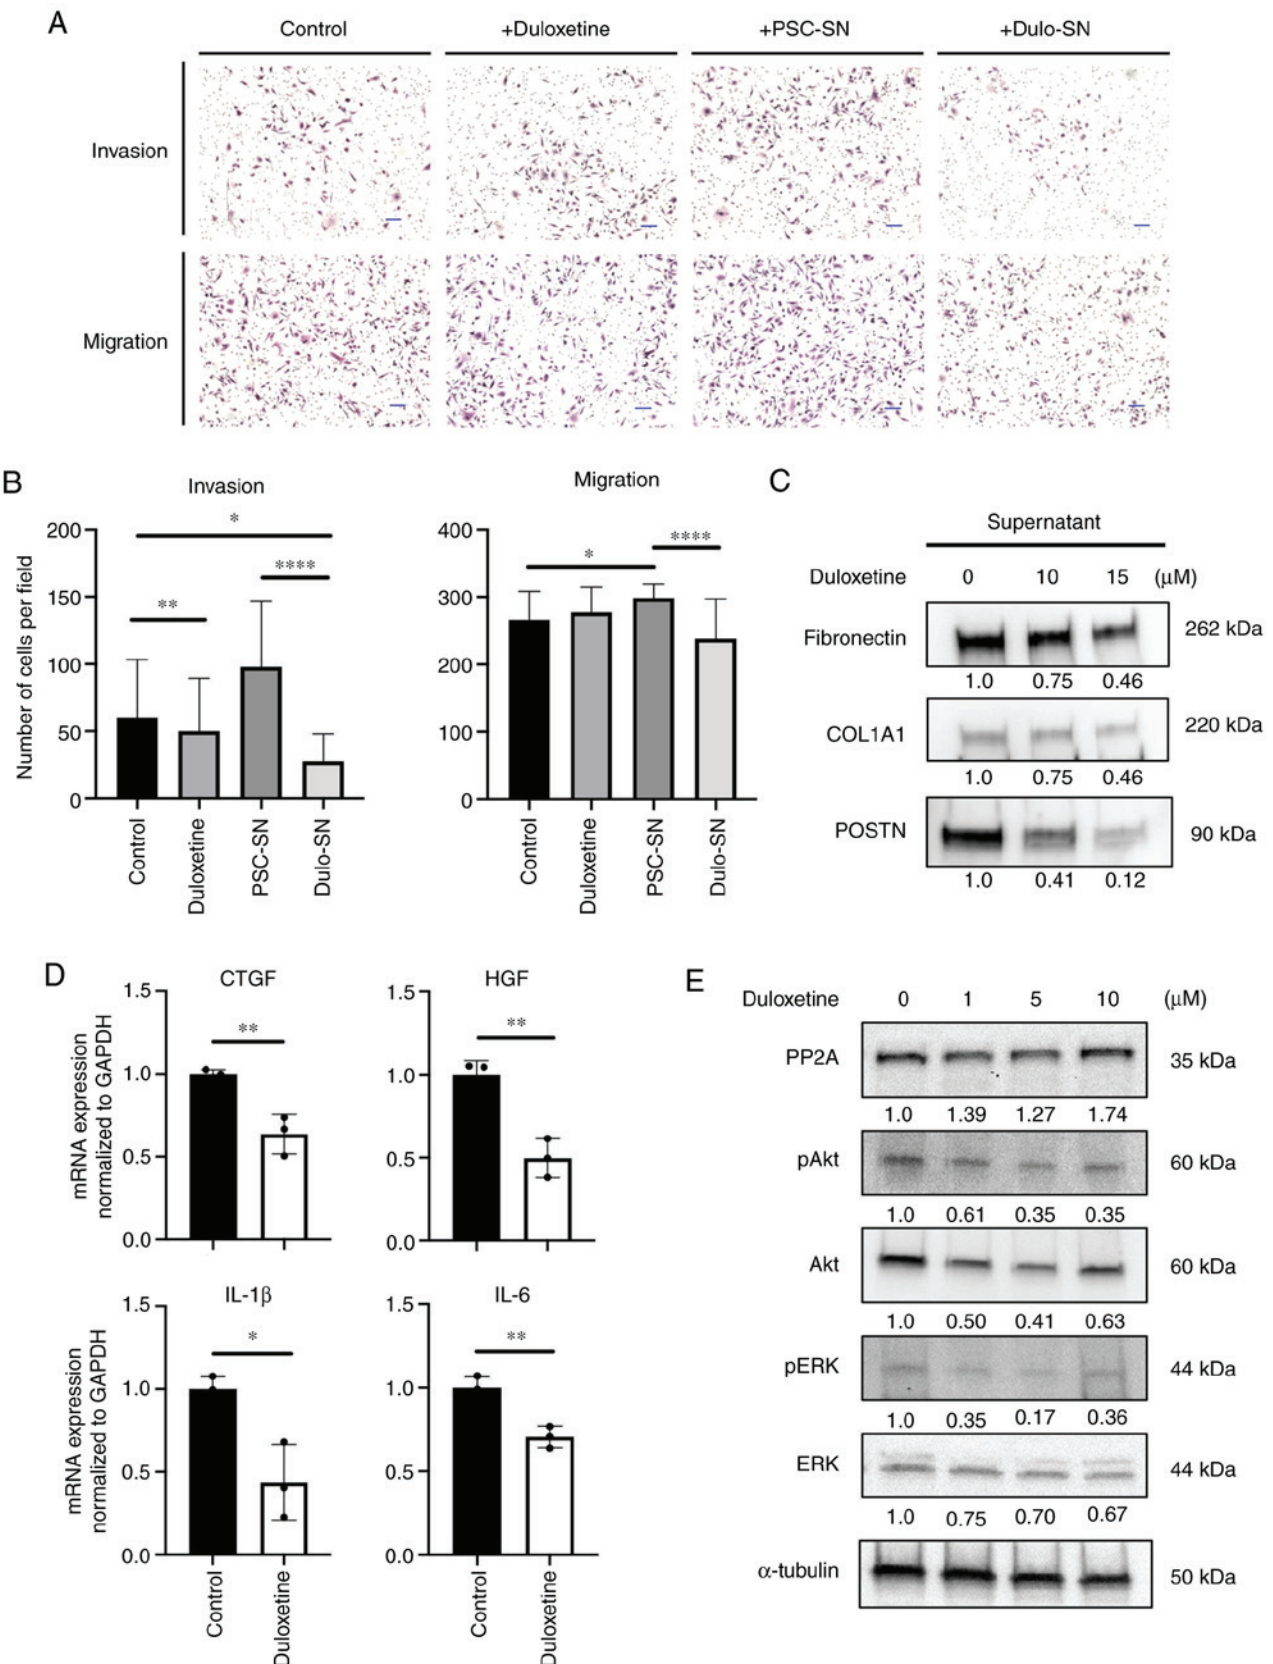 A
Control +Duloxetine +PSC-SN +Dulo-SN
Invasion
Migration
B
Invasion
Number of cells per field
200
150
100
50
0
*
**
****
Control
Duloxetine
PSC-SN
Dulo-SN
Migration
400
300
200
100
0
*
****
Control
Duloxetine
PSC-SN
Dulo-SN
C
Supernatant
Duloxetine 0 10 15 (μM)
Fibronectin 262 kDa
1.0 0.75 0.46
COL1A1 220 kDa
1.0 0.75 0.46
POSTN 90 kDa
1.0 0.41 0.12
D
CTGF
mRNA expression
normalized to GAPDH
1.5
1.0
0.5
0.0
**
HGF
1.5
1.0
0.5
0.0
**
IL-1β
mRNA expression
normalized to GAPDH
1.5
1.0
0.5
0.0
*
Control
Duloxetine
IL-6
1.5
1.0
0.5
0.0
**
Control
Duloxetine
E
Duloxetine 0 1 5 10 (μM)
PP2A 35 kDa
1.0 1.39 1.27 1.74
pAkt 60 kDa
1.0 0.61 0.35 0.35
Akt 60 kDa
1.0 0.50 0.41 0.63
pERK 44 kDa
1.0 0.35 0.17 0.36
ERK 44 kDa
1.0 0.75 0.70 0.67
α-tubulin 50 kDa